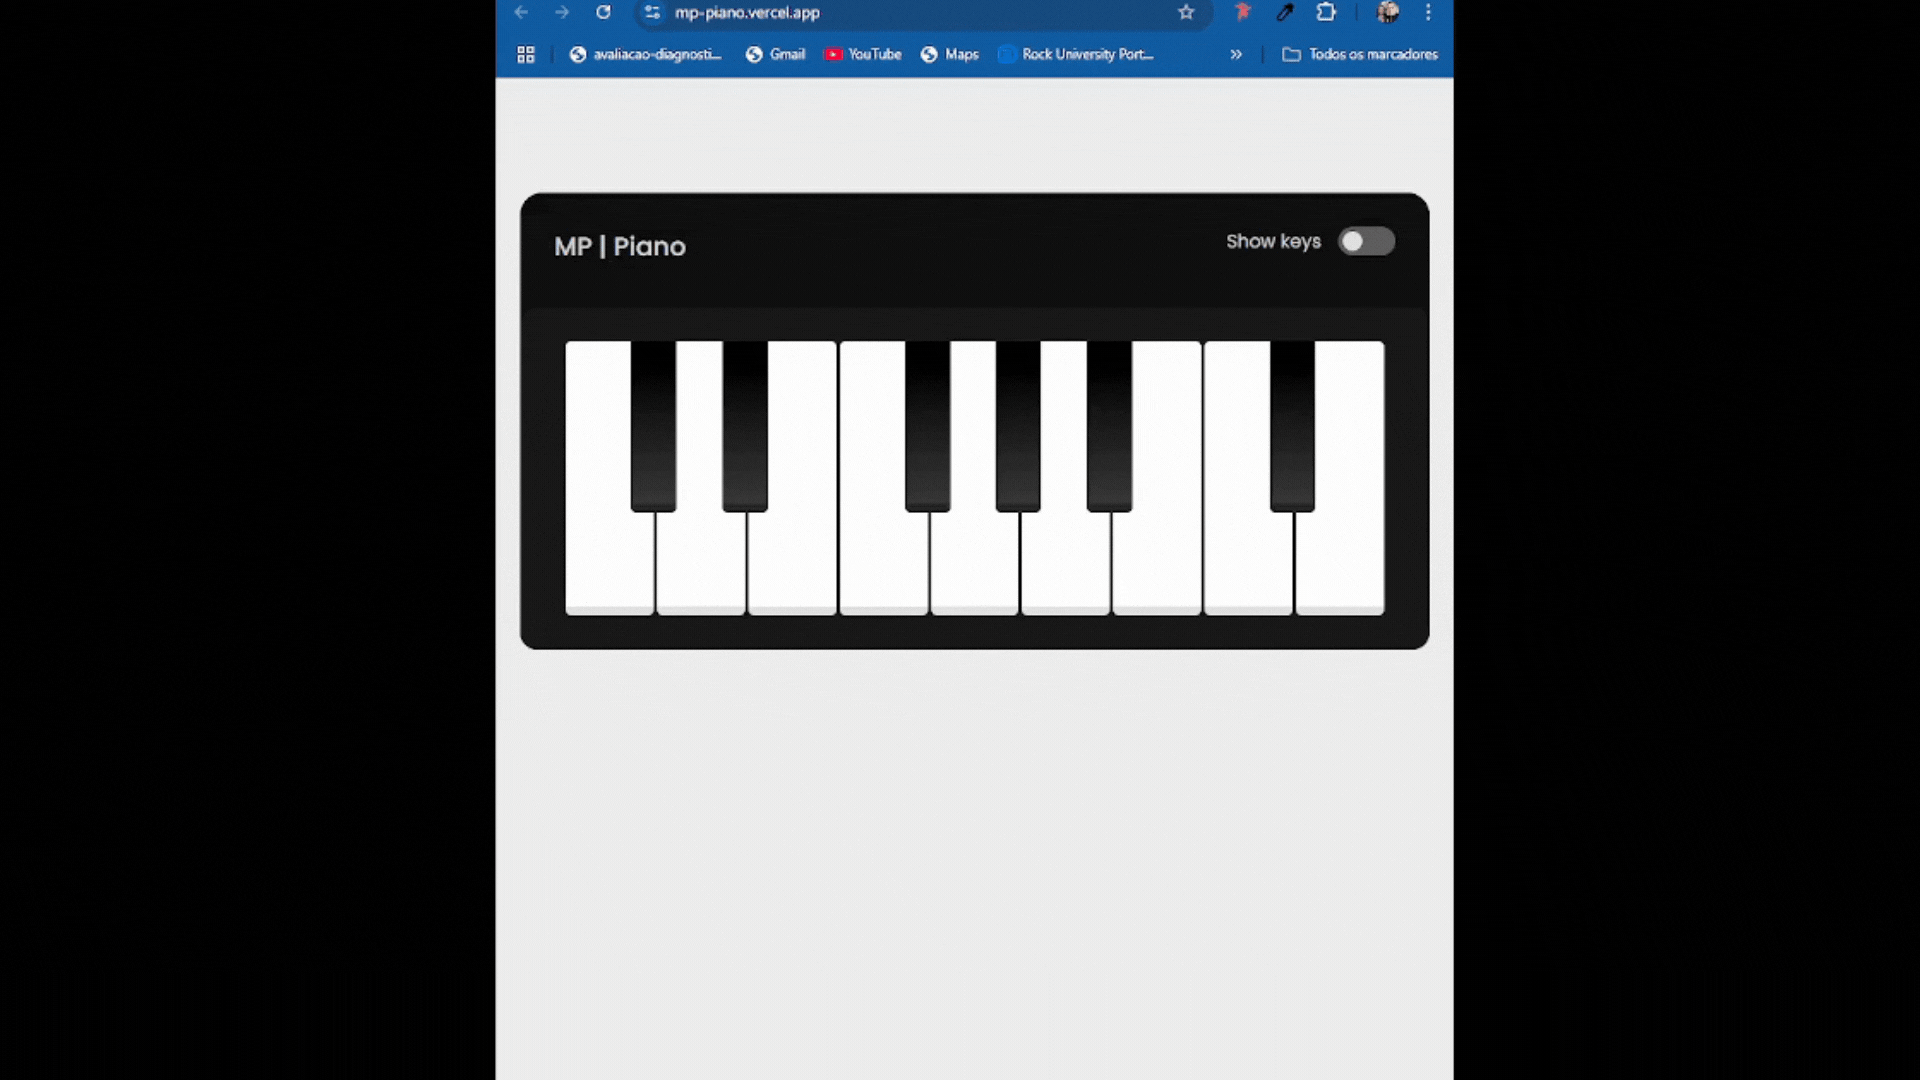 mp-piano.vercel.app
avaliacao-diagnosti... Gmail YouTube Maps Rock University Port... » Todos os marcadores
MP | Piano
Show keys